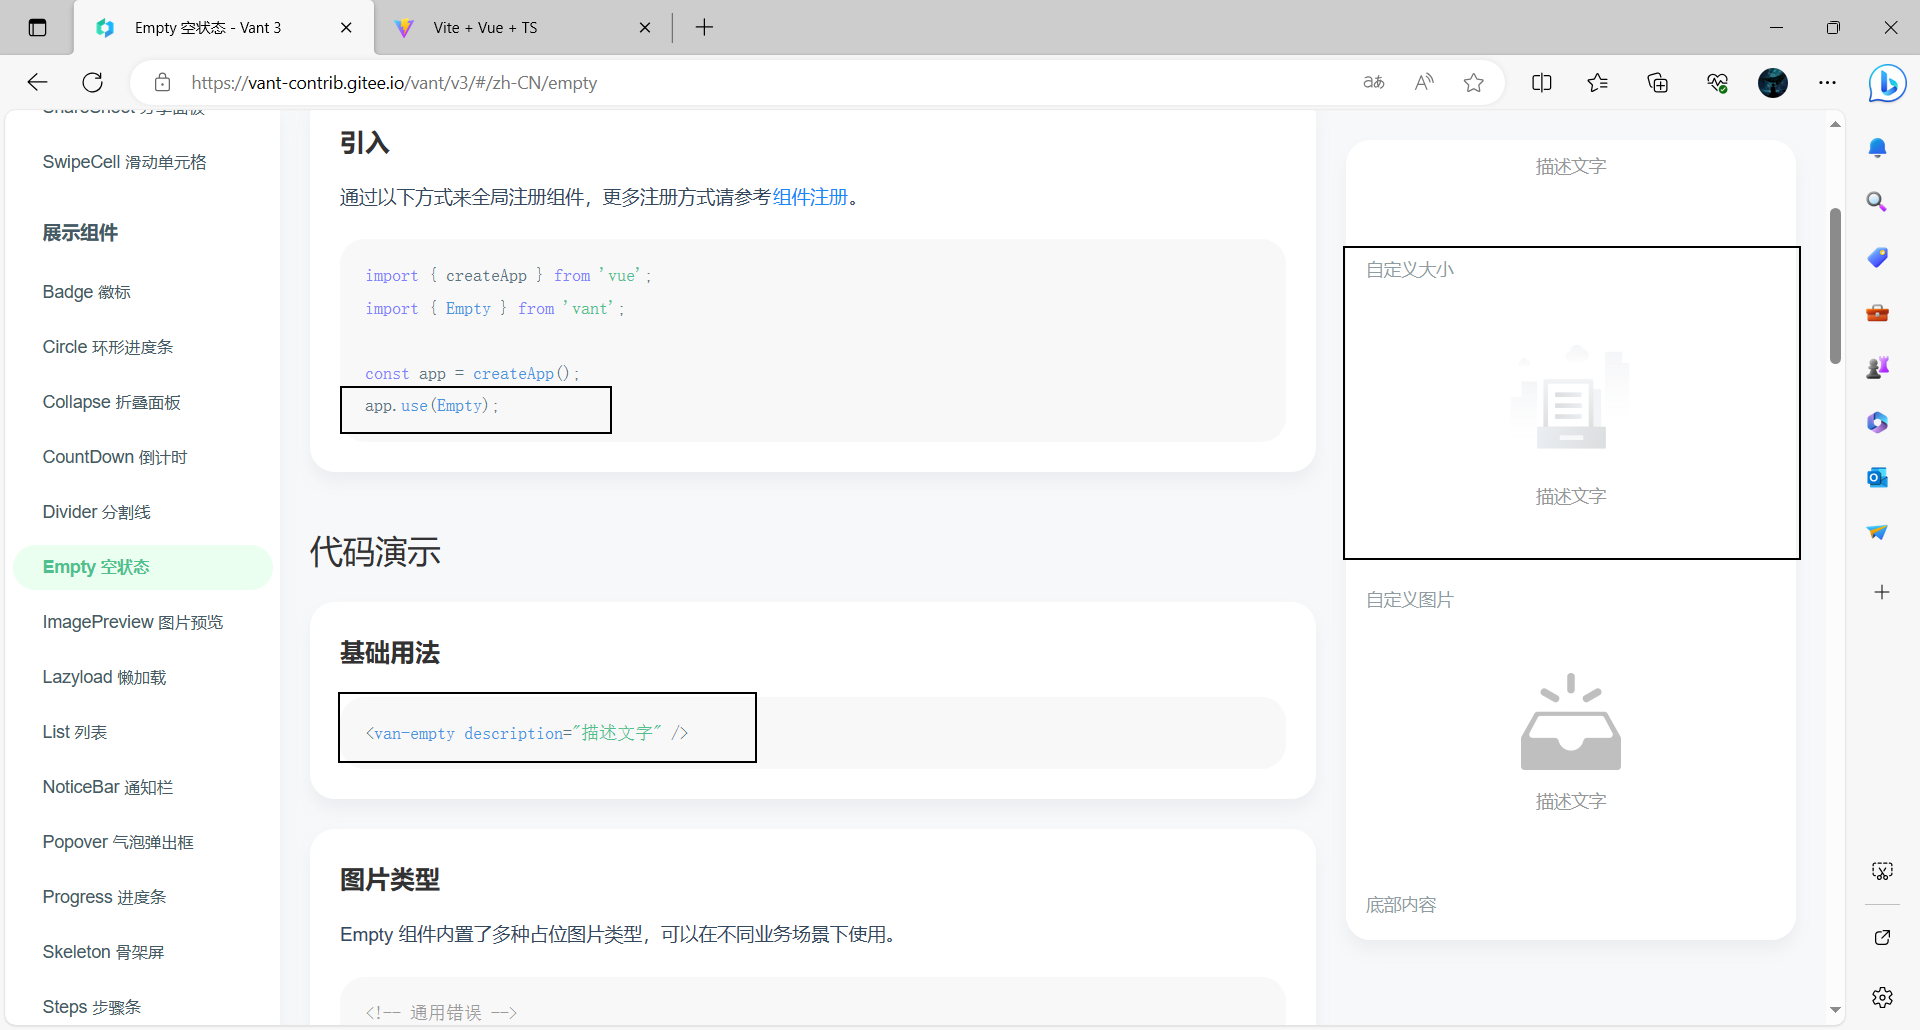 Empty 空状态 - Vant 3
Vite + Vue + TS
https://vant-contrib.gitee.io/vant/v3/#/zh-CN/empty
ShareSheet 分享面板
SwipeCell 滑动单元格
展示组件
Badge 徽标
Circle 环形进度条
Collapse 折叠面板
CountDown 倒计时
Divider 分割线
Empty 空状态
ImagePreview 图片预览
Lazyload 懒加载
List 列表
NoticeBar 通知栏
Popover 气泡弹出框
Progress 进度条
Skeleton 骨架屏
Steps 步骤条
引入
通过以下方式来全局注册组件，更多注册方式请参考组件注册。
import { createApp } from 'vue';
import { Empty } from 'vant';
const app = createApp();
app.use(Empty);
代码演示
基础用法
<van-empty description="描述文字" />
图片类型
Empty 组件内置了多种占位图片类型，可以在不同业务场景下使用。
<!-- 通用错误 -->
描述文字
自定义大小
描述文字
自定义图片
描述文字
底部内容